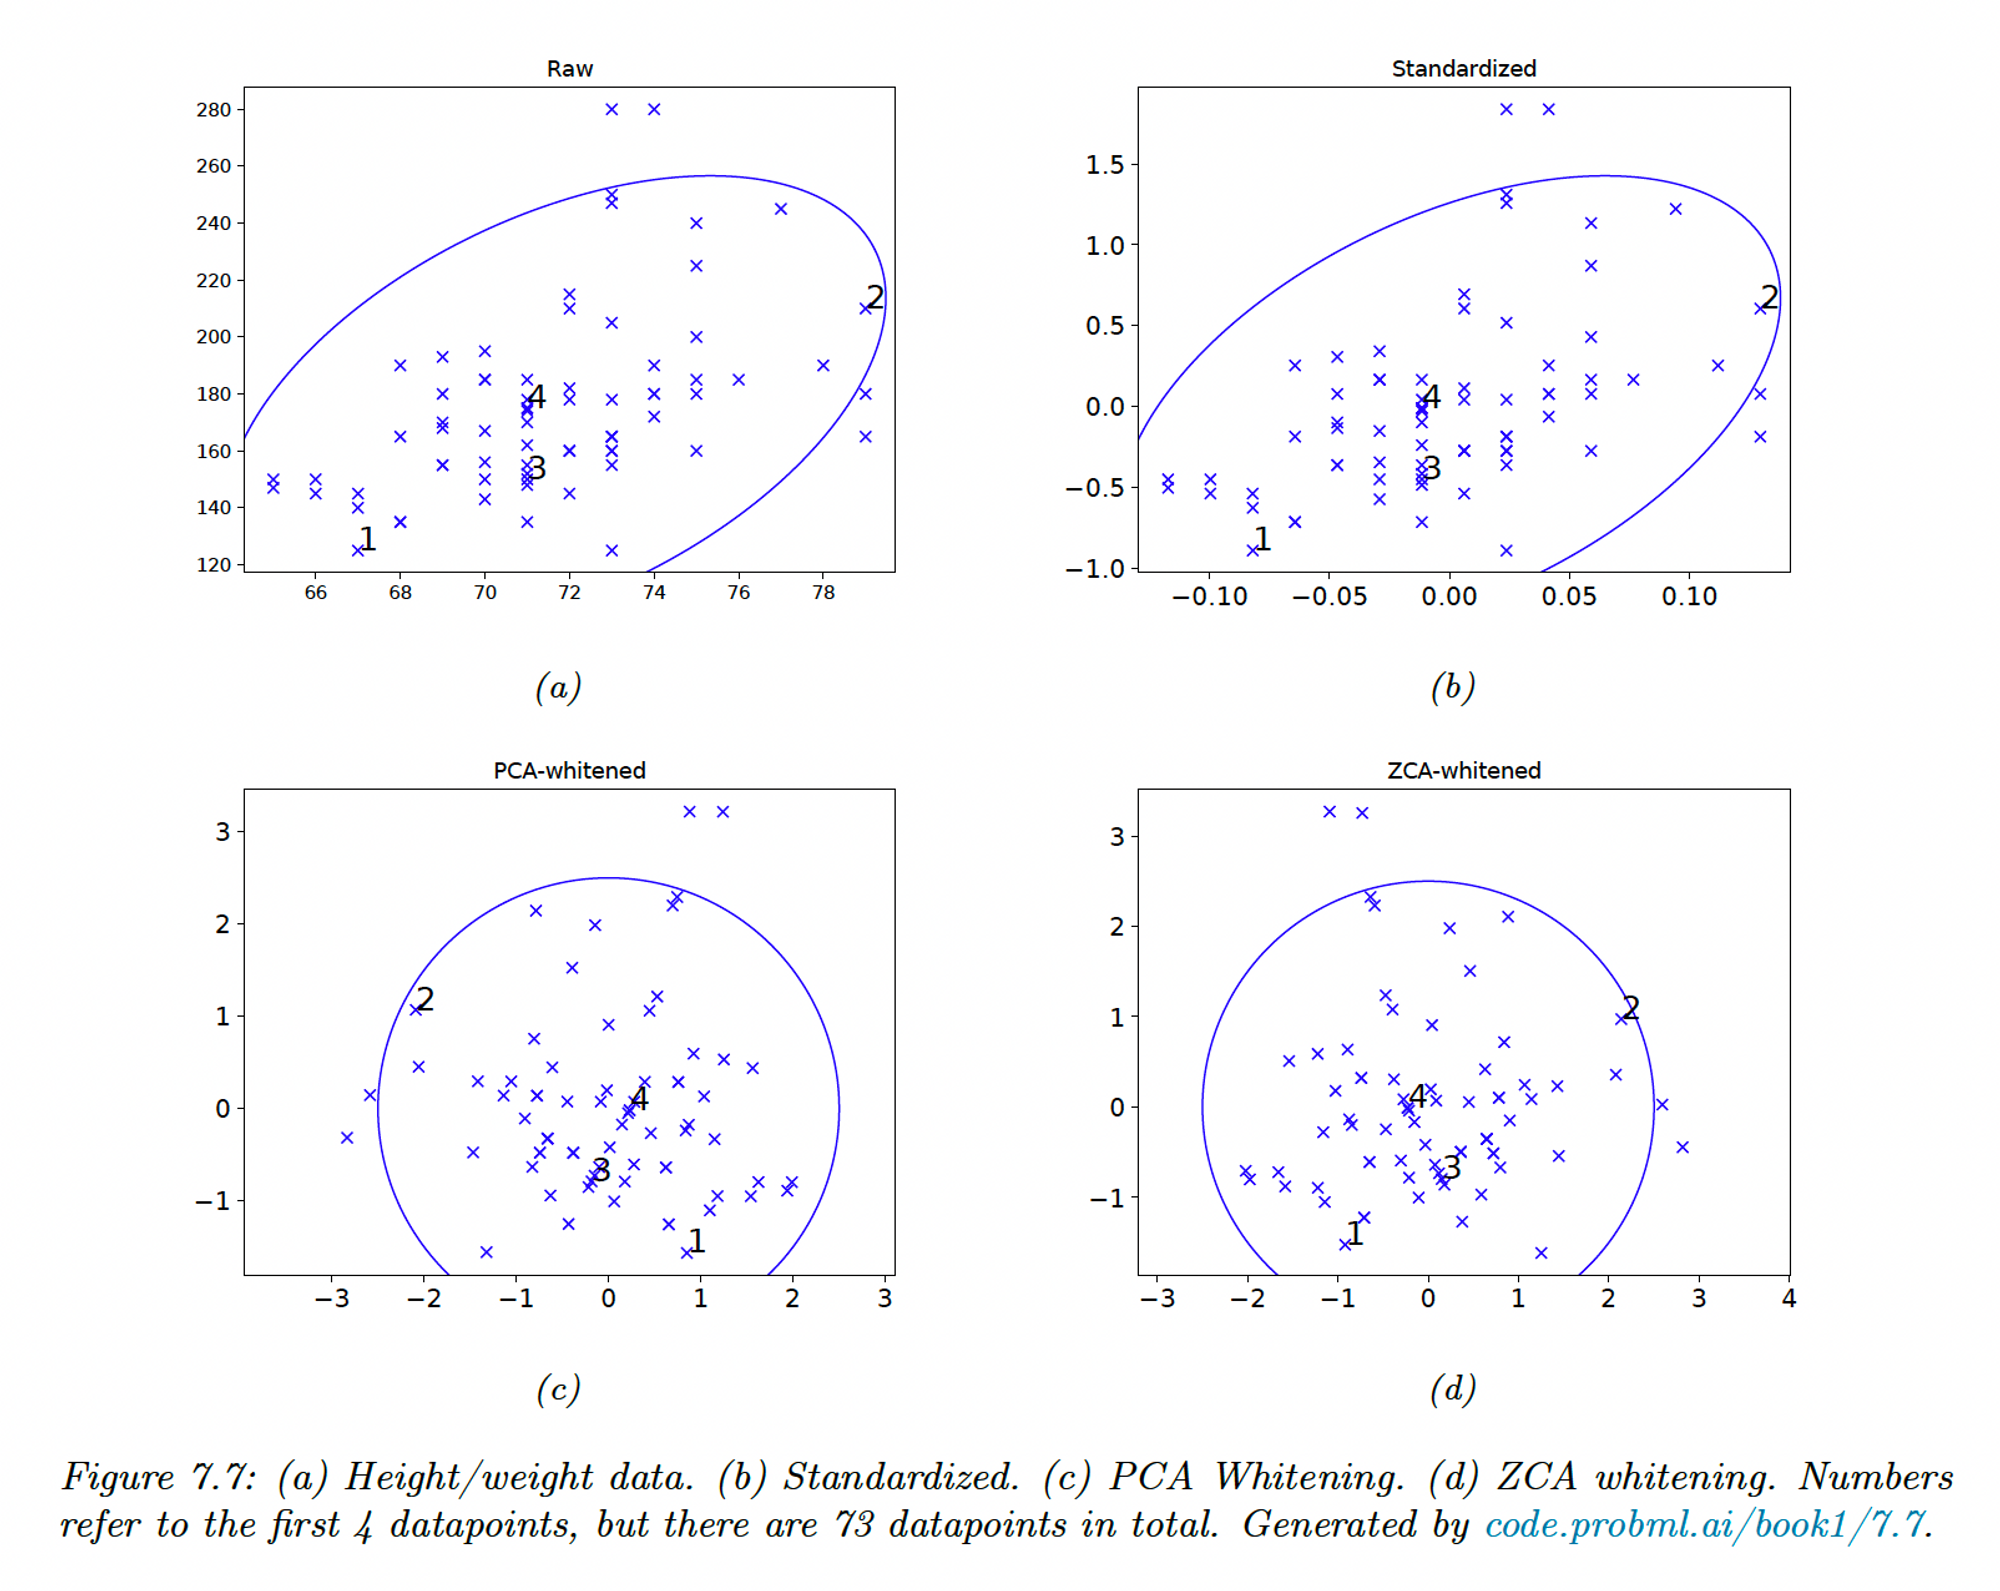 Raw
280
260
240
220
200
180
160
140
120
66 68 70 72 74 76 78
1
2
3
4
(a)
Standardized
1.5
1.0
0.5
0.0
−0.5
−1.0
−0.10 −0.05 0.00 0.05 0.10
1
2
3
4
(b)
PCA-whitened
3
2
1
0
−1
−3 −2 −1 0 1 2 3
1
2
3
4
(c)
ZCA-whitened
3
2
1
0
−1
−3 −2 −1 0 1 2 3 4
1
2
3
4
(d)
Figure 7.7: (a) Height/weight data. (b) Standardized. (c) PCA Whitening. (d) ZCA whitening. Numbers
refer to the first 4 datapoints, but there are 73 datapoints in total. Generated by code.probml.ai/book1/7.7.